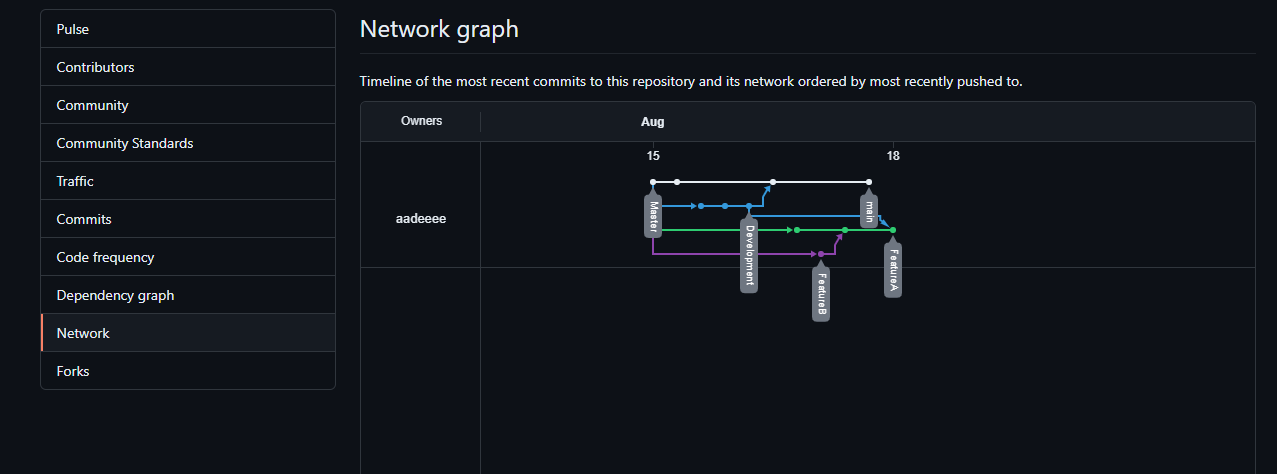 Pulse
Contributors
Community
Community Standards
Traffic
Commits
Code frequency
Dependency graph
Network
Forks
Network graph
Timeline of the most recent commits to this repository and its network ordered by most recently pushed to.
Owners
Aug
15
18
aadeeee
Master
Development
main
FeatureB
FeatureA